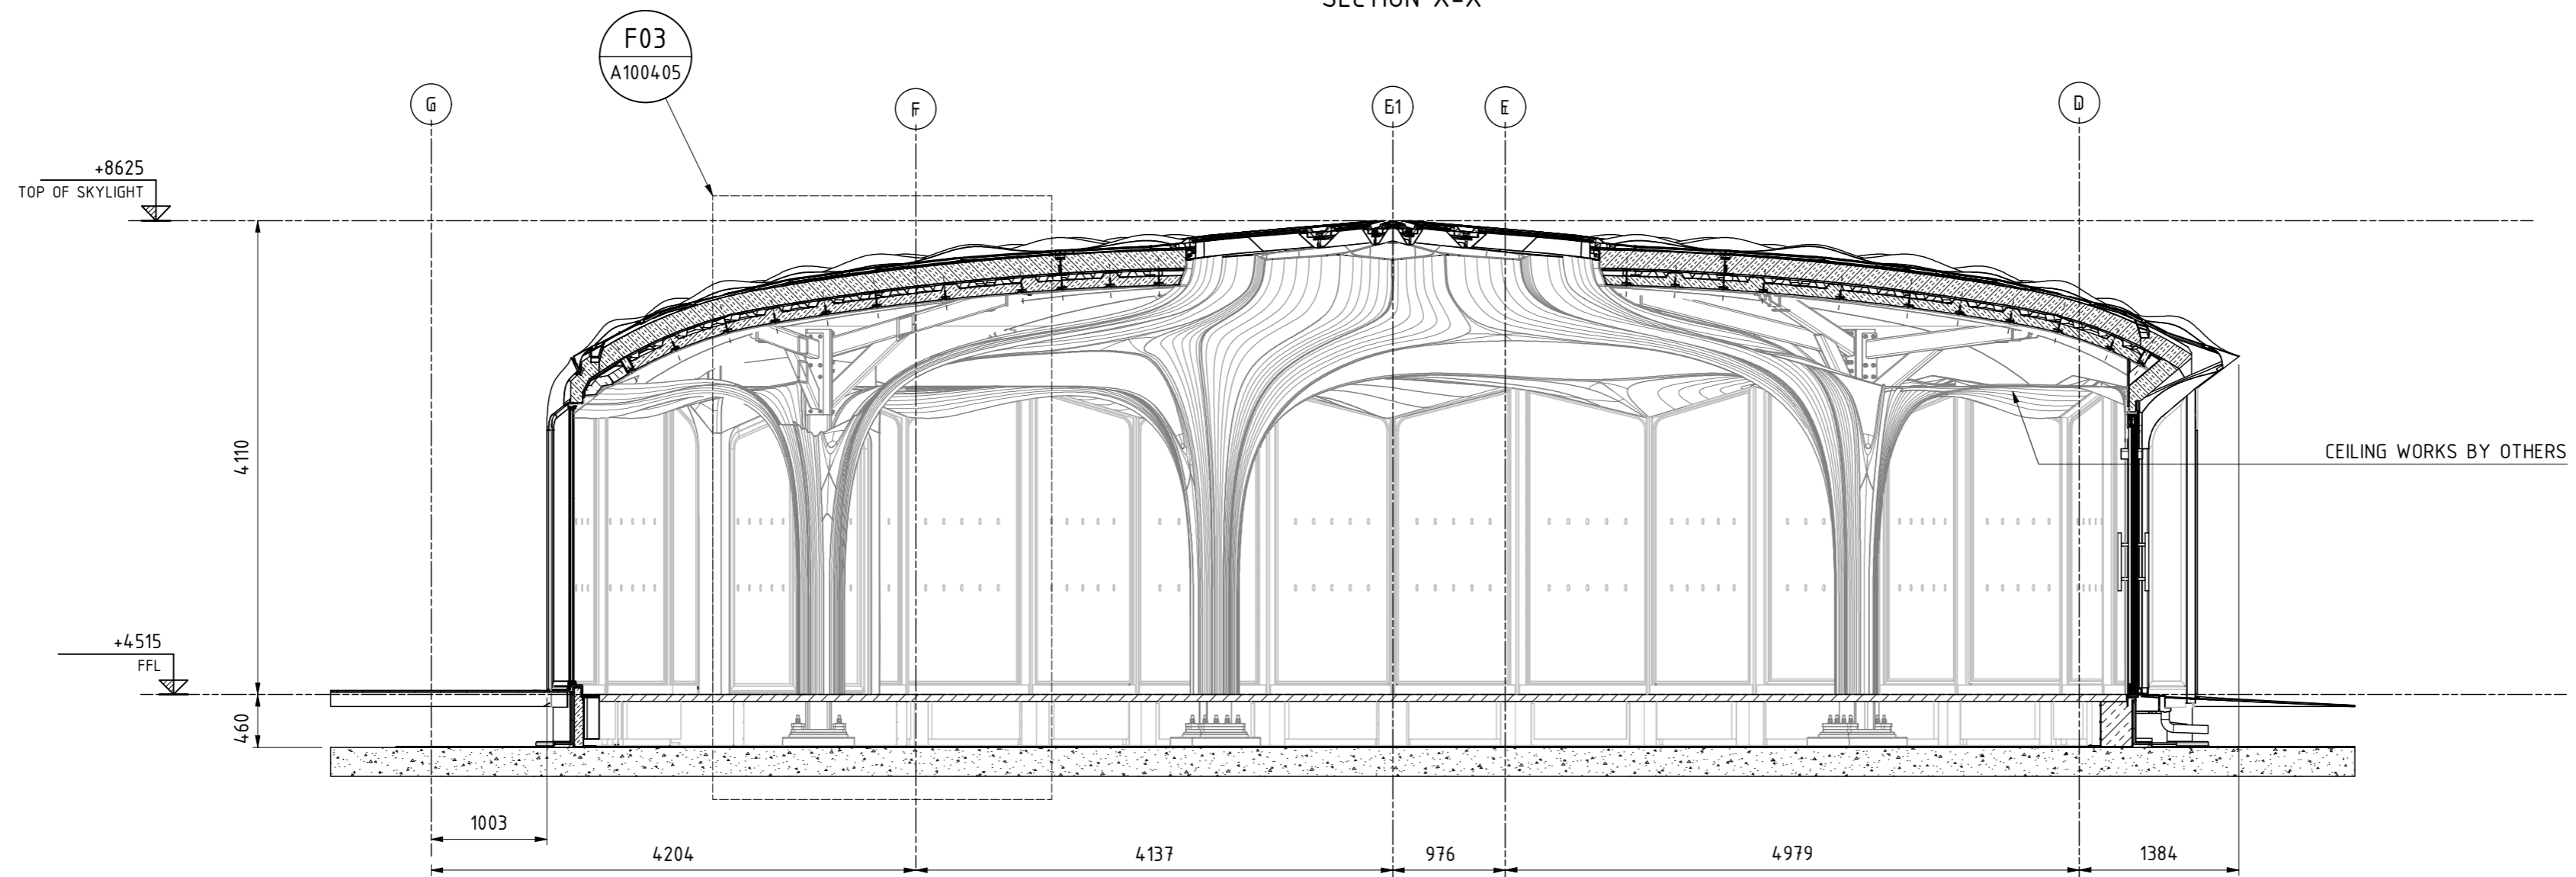 SECTION X-X
F03
A100405
G
F
E1
E
D
+8625
TOP OF SKYLIGHT
4110
CEILING WORKS BY OTHERS
+4515
FFL
460
1003
4204
4137
976
4979
1384